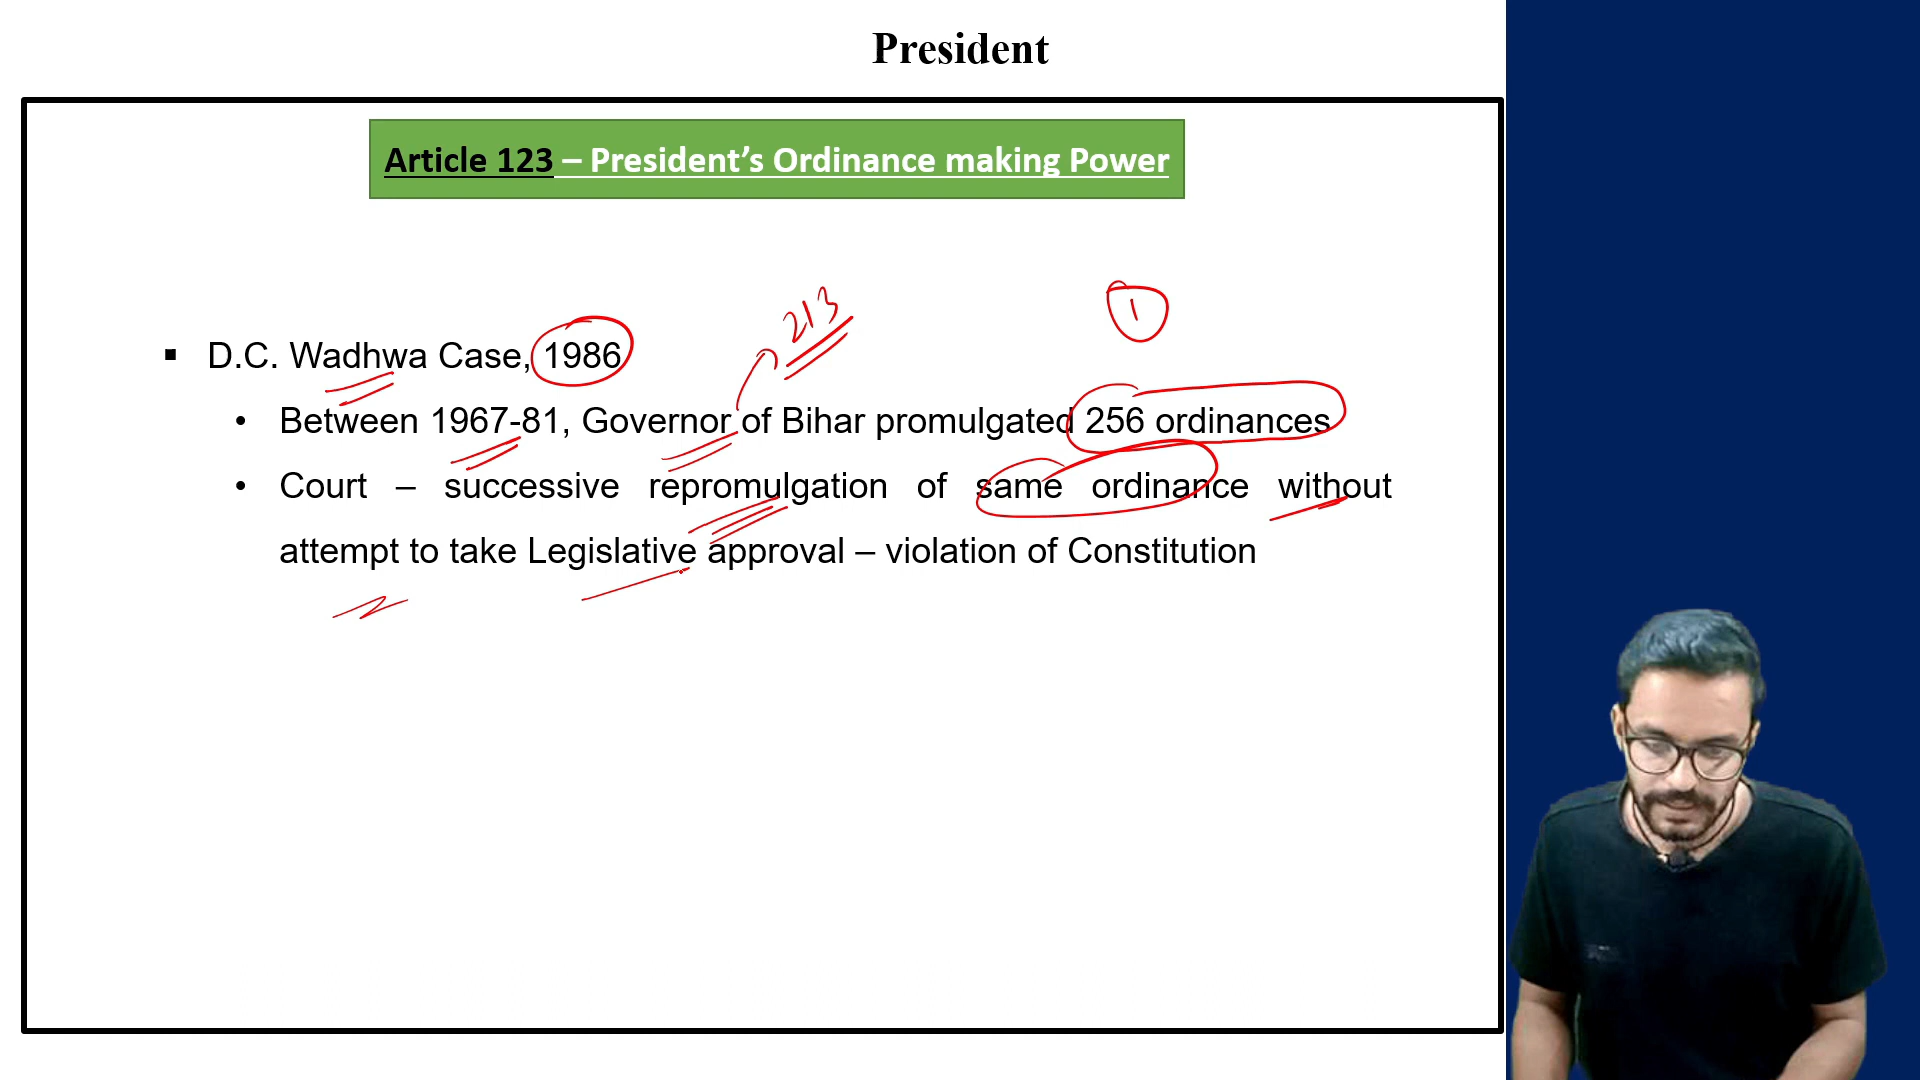 President
Article 123 – President’s Ordinance making Power
213
1
▪ D.C. Wadhwa Case, 1986
• Between 1967-81, Governor of Bihar promulgated 256 ordinances
• Court – successive repromulgation of same ordinance without
attempt to take Legislative approval – violation of Constitution